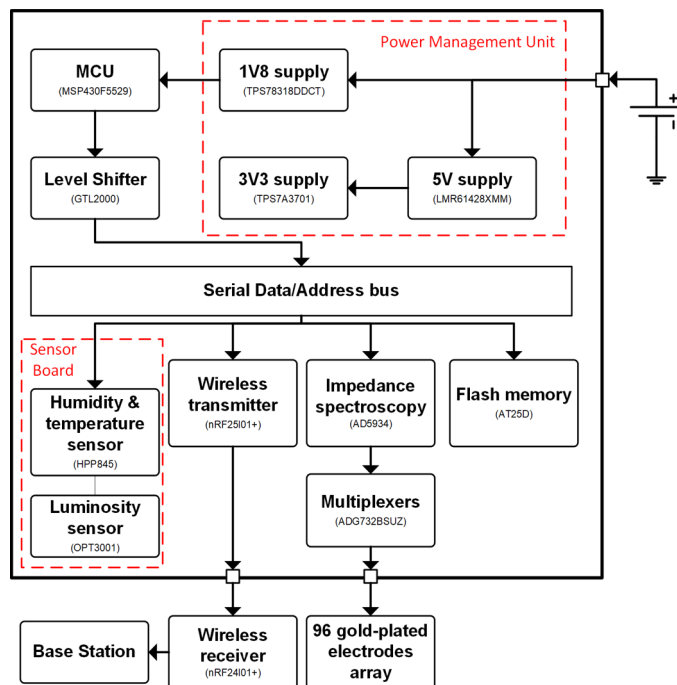 Power Management Unit
MCU
(MSP430F5529)
1V8 supply
(TPS78318DDCT)
+
Level Shifter
(GTL2000)
3V3 supply
(TPS7A3701)
5V supply
(LMR61428XMM)
Serial Data/Address bus
Sensor
Board
Humidity &
temperature
sensor
(HPP845)
Luminosity
sensor
(OPT3001)
Wireless
transmitter
(nRF25l01+)
Impedance
spectroscopy
(AD5934)
Flash memory
(AT25D)
Multiplexers
(ADG732BSUZ)
Base Station
Wireless
receiver
(nRF24l01+)
96 gold-plated
electrodes
array